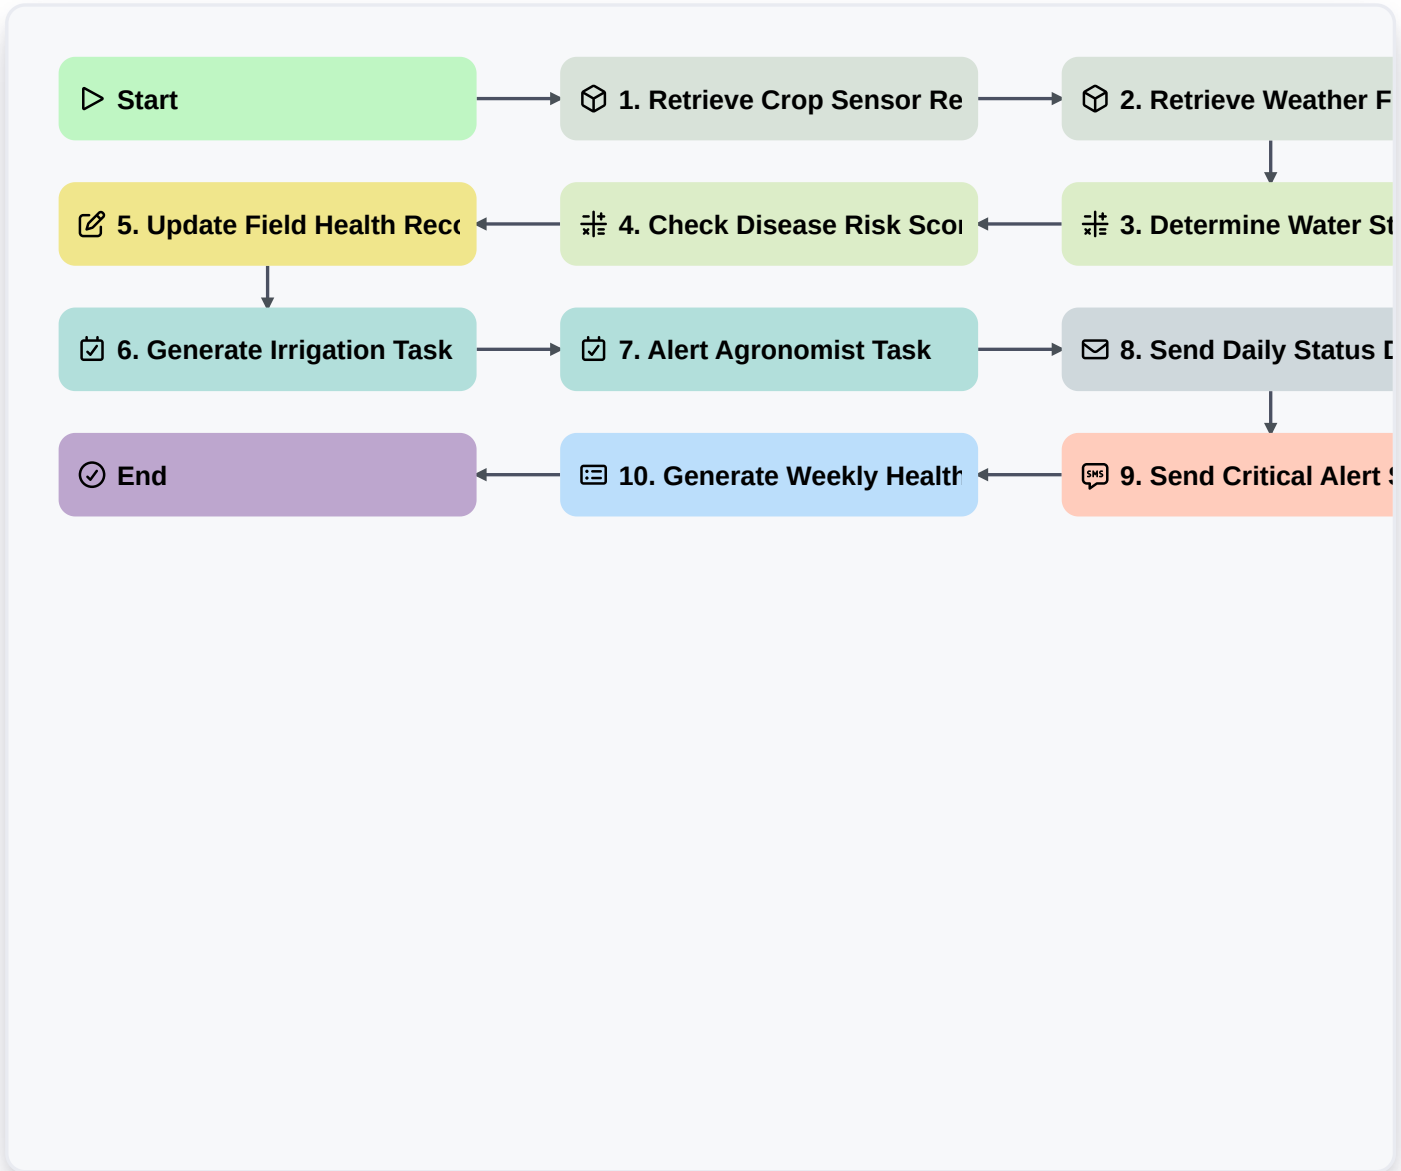 Start
1. Retrieve Crop Sensor Re
2. Retrieve Weather F
3. Determine Water St
4. Check Disease Risk Scor
5. Update Field Health Reco
6. Generate Irrigation Task
7. Alert Agronomist Task
8. Send Daily Status D
9. Send Critical Alert S
10. Generate Weekly Health
End
SMS